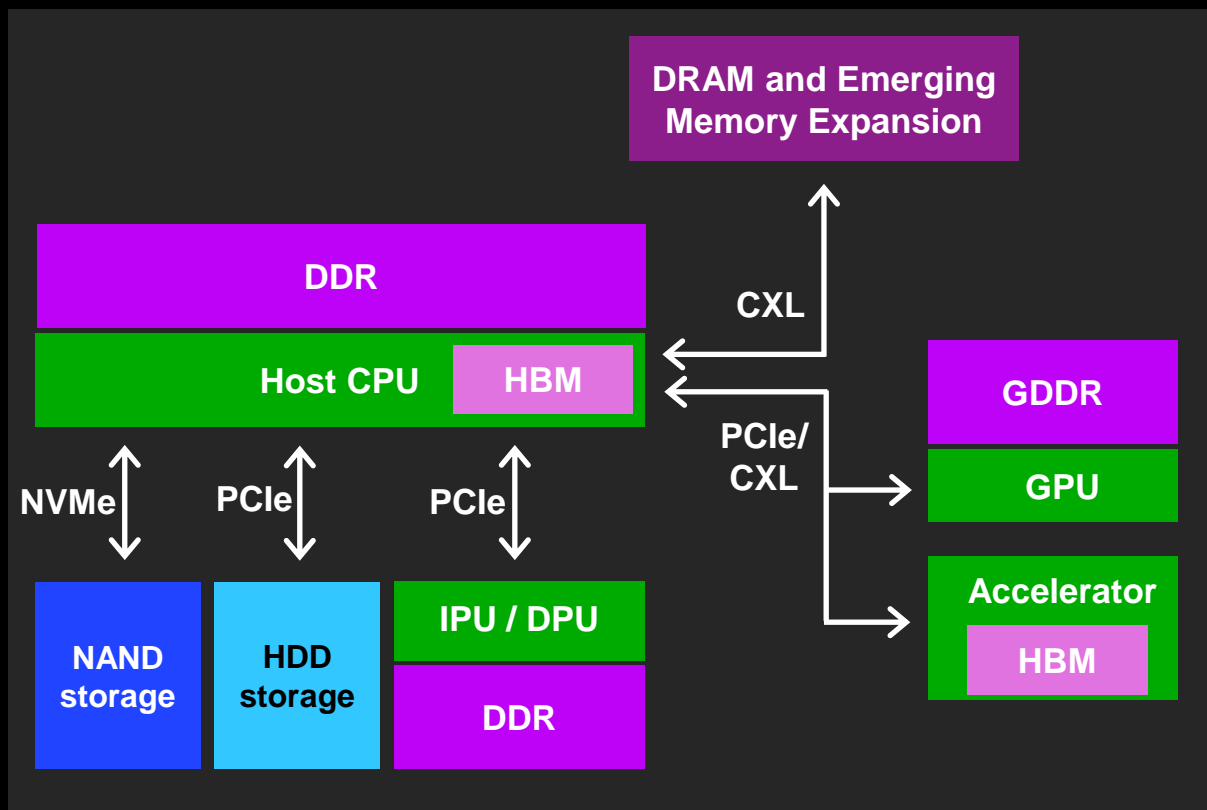 DRAM and Emerging
Memory Expansion
DDR
CXL
Host CPU
HBM
GDDR
PCIe/
CXL
GPU
NVMe
PCIe
PCIe
Accelerator
HBM
IPU / DPU
NAND
storage
HDD
storage
DDR